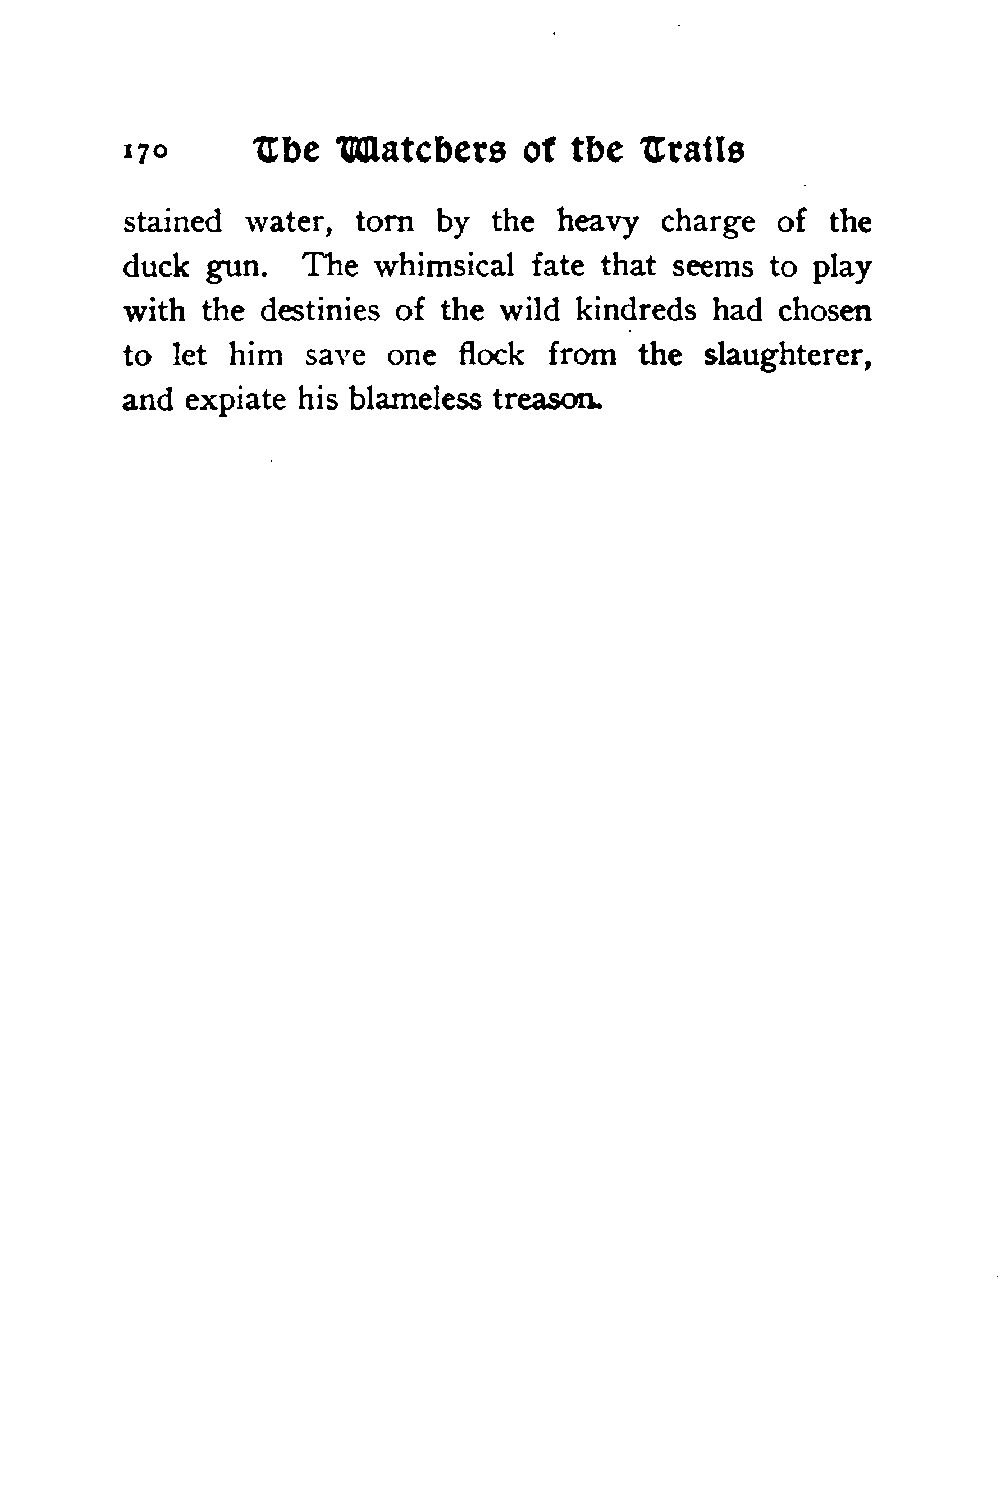 170 The Watchers of the Trails
stained water, torn by the heavy charge of the
duck gun. The whimsical fate that seems to play
with the destinies of the wild kindreds had chosen
to let him save one flock from the slaughterer,
and expiate his blameless treason.